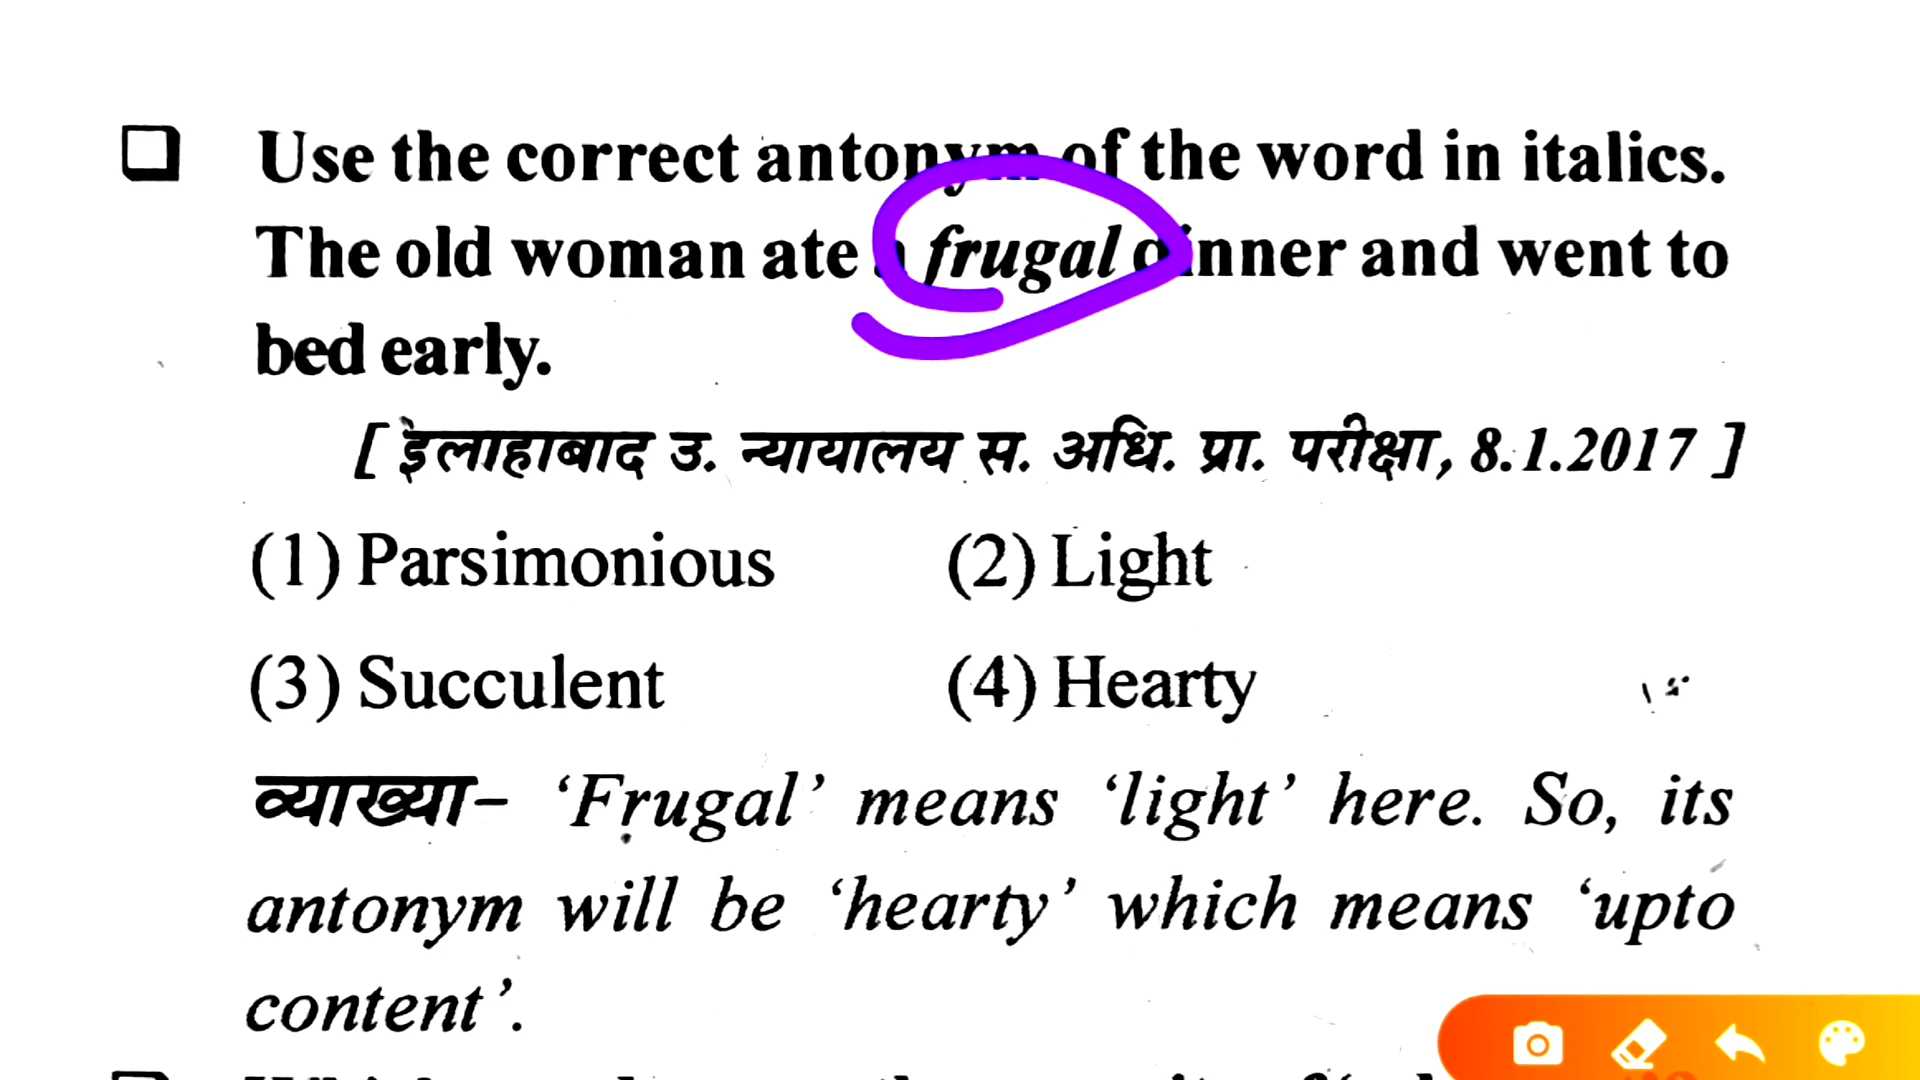 Use the correct antonym of the word in italics.
The old woman ate a frugal dinner and went to
bed early.
[ इलाहाबाद उ. न्यायालय स. अधि. प्रा. परीक्षा, 8.1.2017 ]
(1) Parsimonious (2) Light
(3) Succulent (4) Hearty
व्याख्या– ‘Frugal’ means ‘light’ here. So, its
antonym will be ‘hearty’ which means ‘upto
content’.